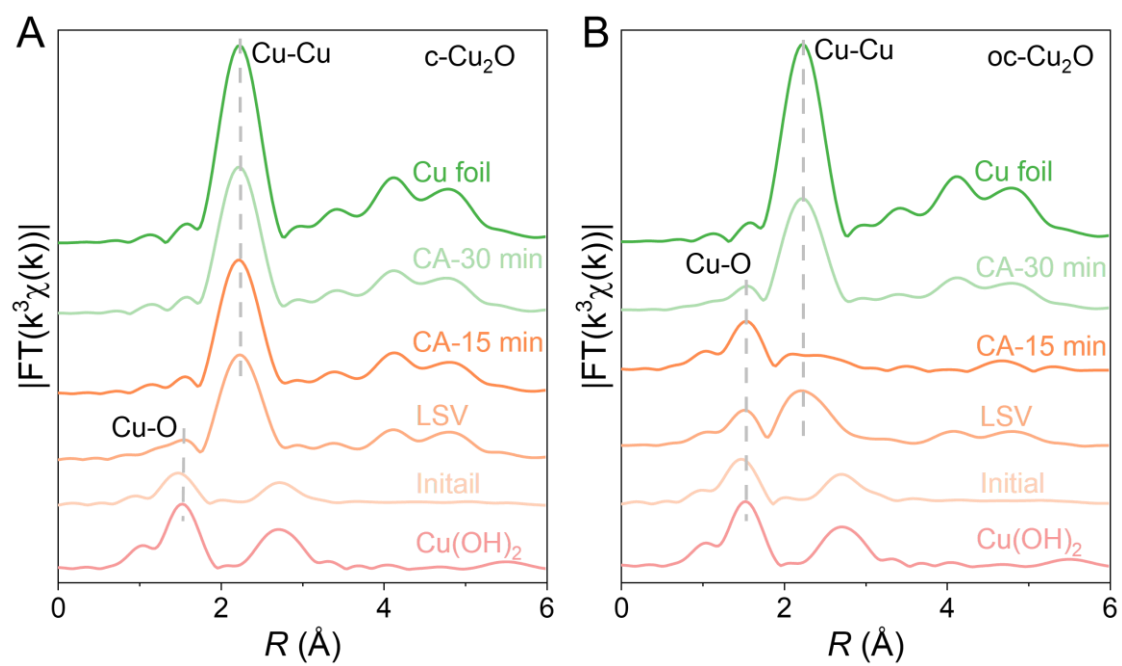 A
Cu-Cu
c-Cu₂O
Cu foil
CA-30 min
CA-15 min
LSV
Cu-O
Initail
Cu(OH)₂
|FT(k³χ(k))|
0
2
4
6
R (Å)
B
Cu-Cu
oc-Cu₂O
Cu foil
Cu-O
CA-30 min
CA-15 min
LSV
Initial
Cu(OH)₂
|FT(k³χ(k))|
0
2
4
6
R (Å)